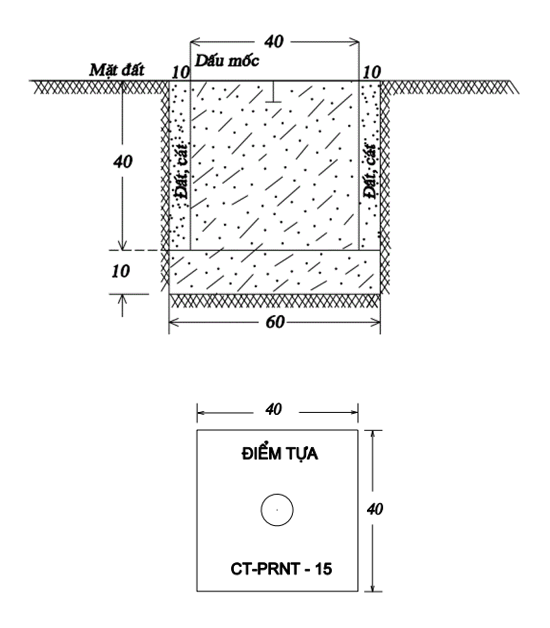 40
Dấu mốc
Mặt đất 10 10
40
Đất, cát Đất, cát
10
60
40
ĐIỂM TỰA
40
CT-PRNT - 15